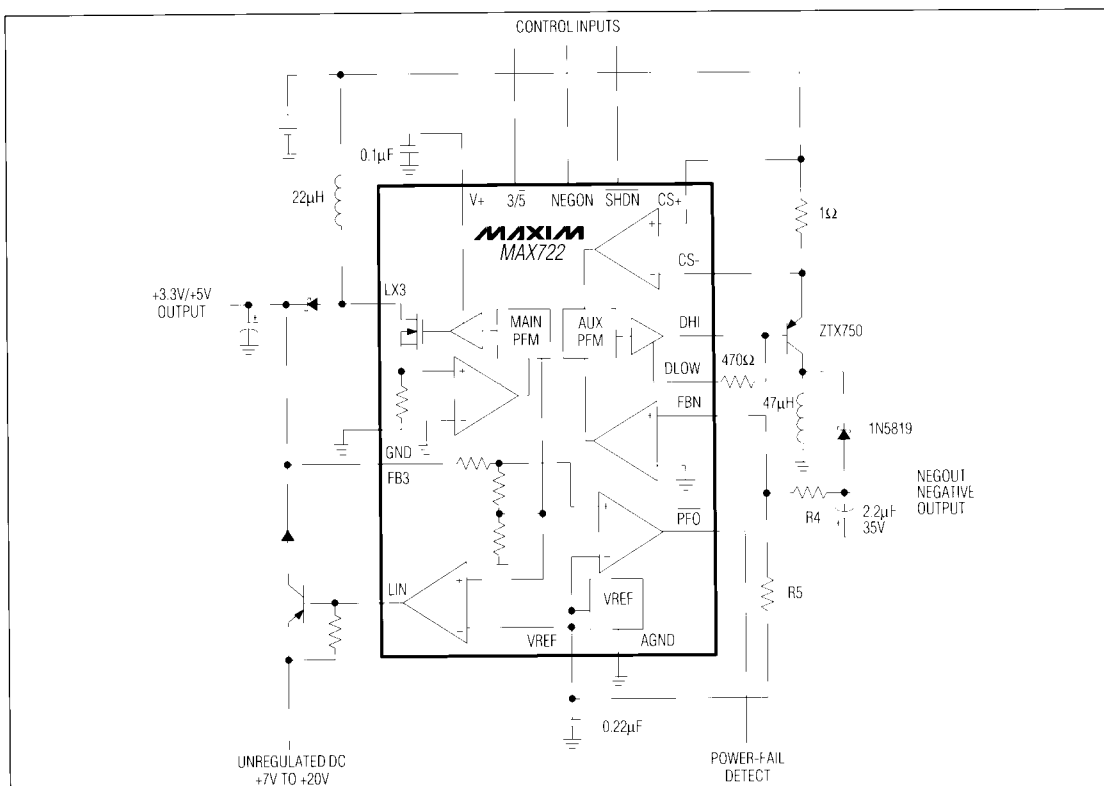 CONTROL INPUTS
0.1µF
22µH
V+
3/5̅
NEGON
S̅H̅D̅N̅
CS+
1Ω
MAXIM
MAX722
CS-
+3.3V/+5V
OUTPUT
LX3
MAIN
PFM
AUX
PFM
DHI
ZTX750
DLOW
470Ω
FBN
47µH
1N5819
GND
FB3
NEGOUT
NEGATIVE
OUTPUT
R4
2.2µF
35V
P̅F̅O̅
LIN
VREF
R5
VREF
AGND
0.22µF
UNREGULATED DC
+7V TO +20V
POWER-FAIL
DETECT